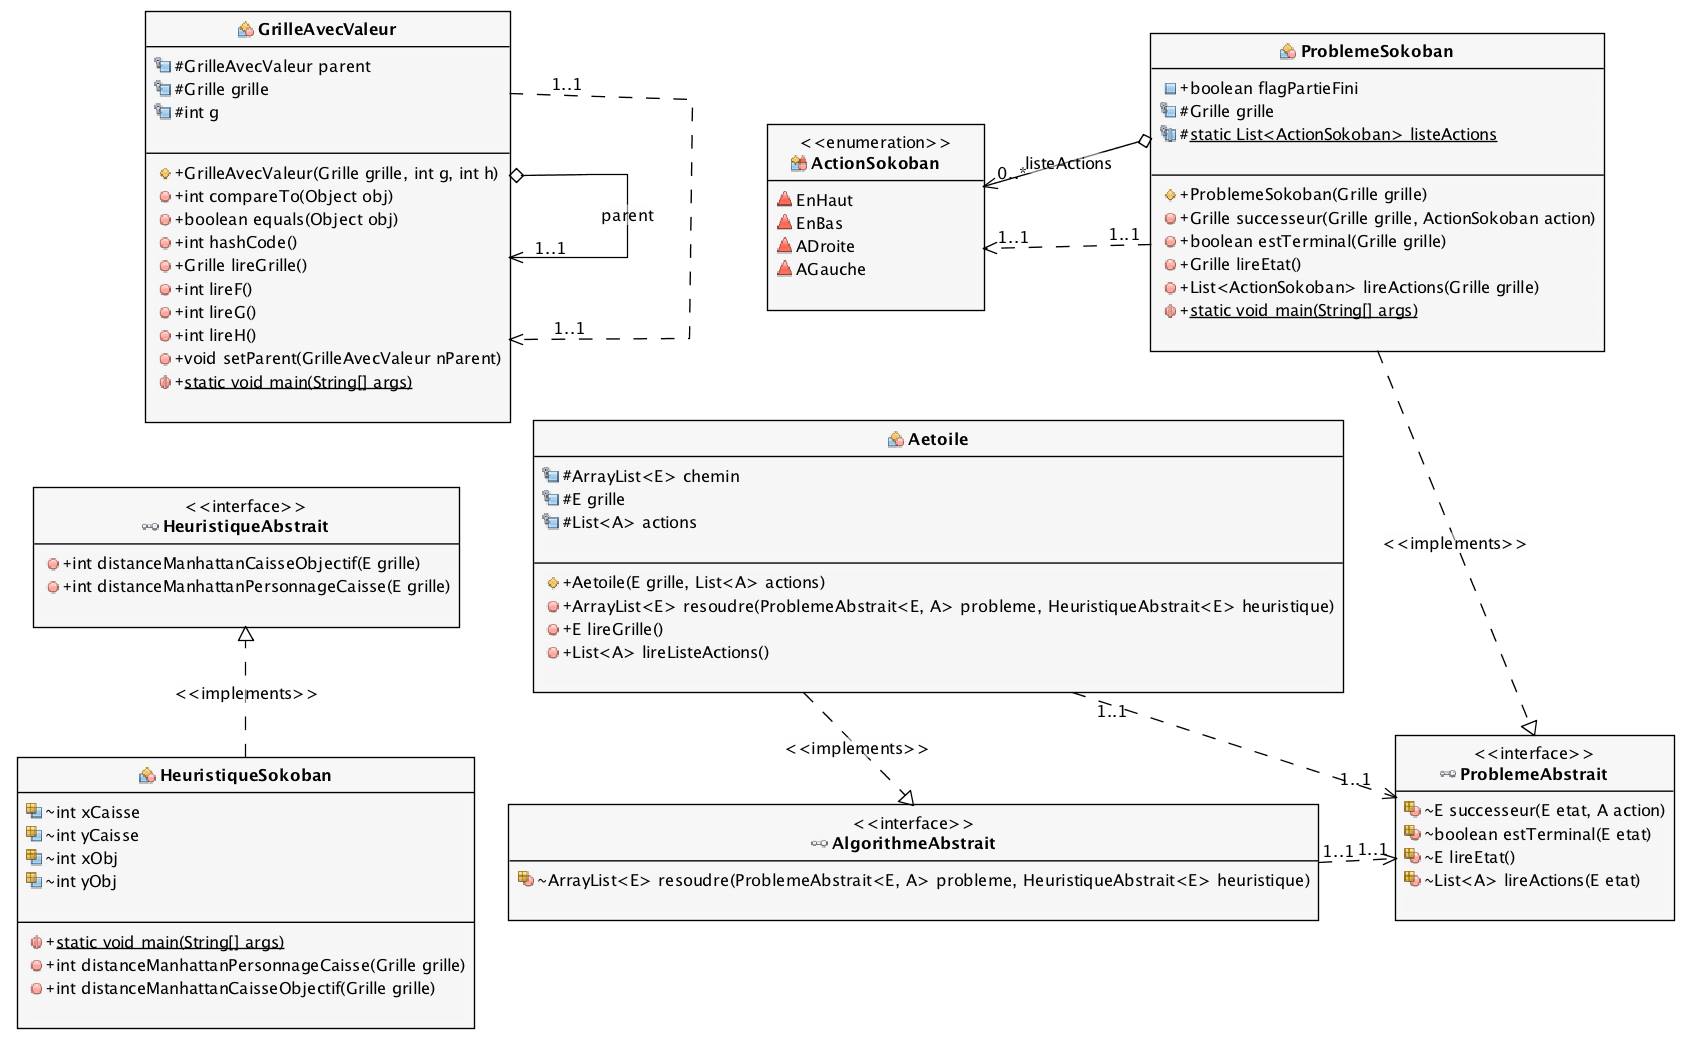 GrilleAvecValeur
#GrilleAvecValeur parent
#Grille grille
#int g
+GrilleAvecValeur(Grille grille, int g, int h)
+int compareTo(Object obj)
+boolean equals(Object obj)
+int hashCode()
+Grille lireGrille()
+int lireF()
+int lireG()
+int lireH()
+void setParent(GrilleAvecValeur nParent)
+static void main(String[] args)
1..1
parent
1..1
1..1
<<enumeration>>
ActionSokoban
EnHaut
EnBas
ADroite
AGauche
0..*
listeActions
1..1
1..1
ProblemeSokoban
+boolean flagPartieFini
#Grille grille
#static List<ActionSokoban> listeActions
+ProblemeSokoban(Grille grille)
+Grille successeur(Grille grille, ActionSokoban action)
+boolean estTerminal(Grille grille)
+Grille lireEtat()
+List<ActionSokoban> lireActions(Grille grille)
+static void main(String[] args)
<<implements>>
Aetoile
#ArrayList<E> chemin
#E grille
#List<A> actions
+Aetoile(E grille, List<A> actions)
+ArrayList<E> resoudre(ProblemeAbstrait<E, A> probleme, HeuristiqueAbstrait<E> heuristique)
+E lireGrille()
+List<A> lireListeActions()
<<interface>>
HeuristiqueAbstrait
+int distanceManhattanCaisseObjectif(E grille)
+int distanceManhattanPersonnageCaisse(E grille)
<<implements>>
HeuristiqueSokoban
~int xCaisse
~int yCaisse
~int xObj
~int yObj
+static void main(String[] args)
+int distanceManhattanPersonnageCaisse(Grille grille)
+int distanceManhattanCaisseObjectif(Grille grille)
<<implements>>
1..1
1..1
<<interface>>
AlgorithmeAbstrait
~ArrayList<E> resoudre(ProblemeAbstrait<E, A> probleme, HeuristiqueAbstrait<E> heuristique)
1..1
1..1
<<interface>>
ProblemeAbstrait
~E successeur(E etat, A action)
~boolean estTerminal(E etat)
~E lireEtat()
~List<A> lireActions(E etat)